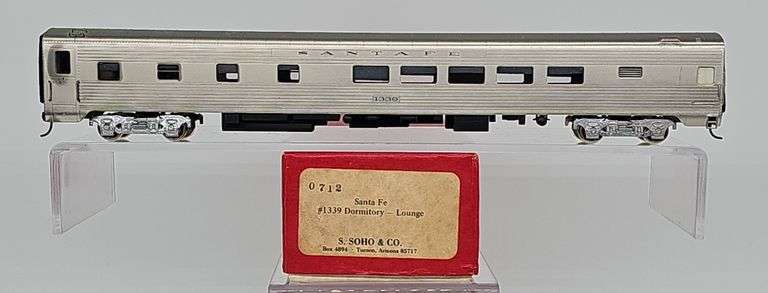 SANTA FE
1339
0712
Santa Fe
#1339 Dormitory — Lounge
S. SOHO & CO.
Box 4894 · Tucson, Arizona 85717